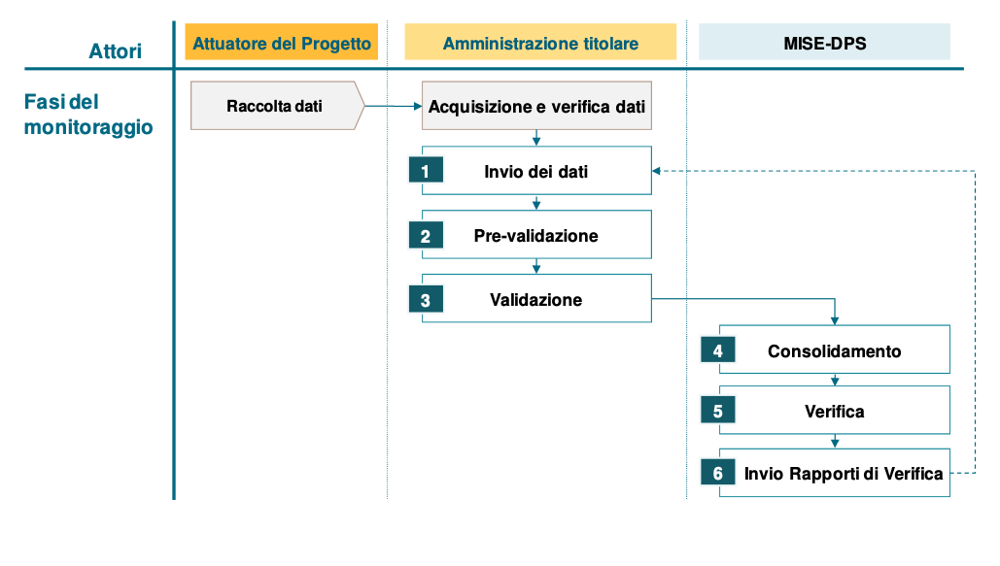 Attori
Attuatore del Progetto
Amministrazione titolare
MISE-DPS
Fasi del
monitoraggio
Raccolta dati
Acquisizione e verifica dati
1
Invio dei dati
2
Pre-validazione
3
Validazione
4
Consolidamento
5
Verifica
6
Invio Rapporti di Verifica